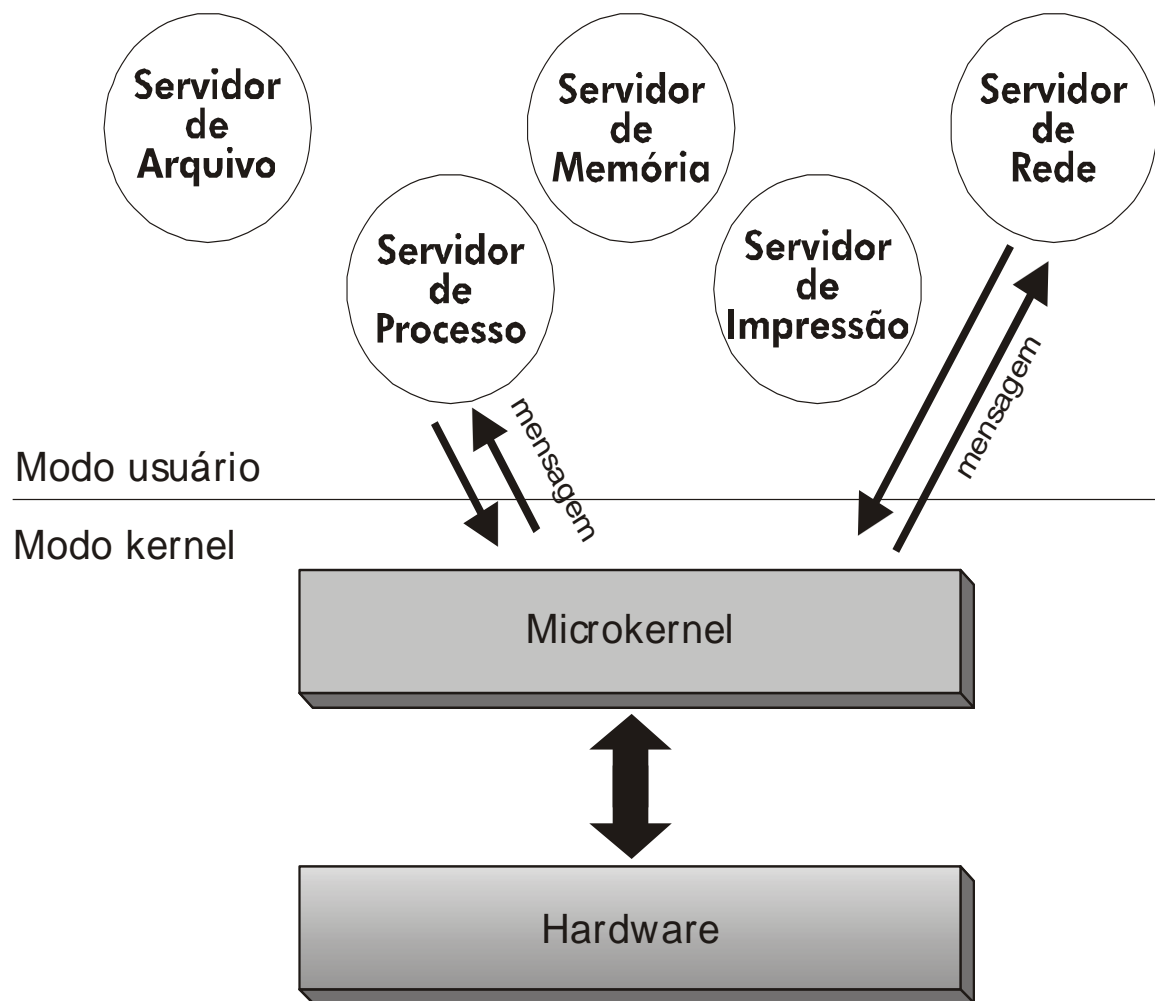 Servidor
de
Arquivo
Servidor
de
Memória
Servidor
de
Rede
Servidor
de
Processo
Servidor
de
Impressão
mensagem
mensagem
Modo usuário
Modo kernel
Microkernel
Hardware